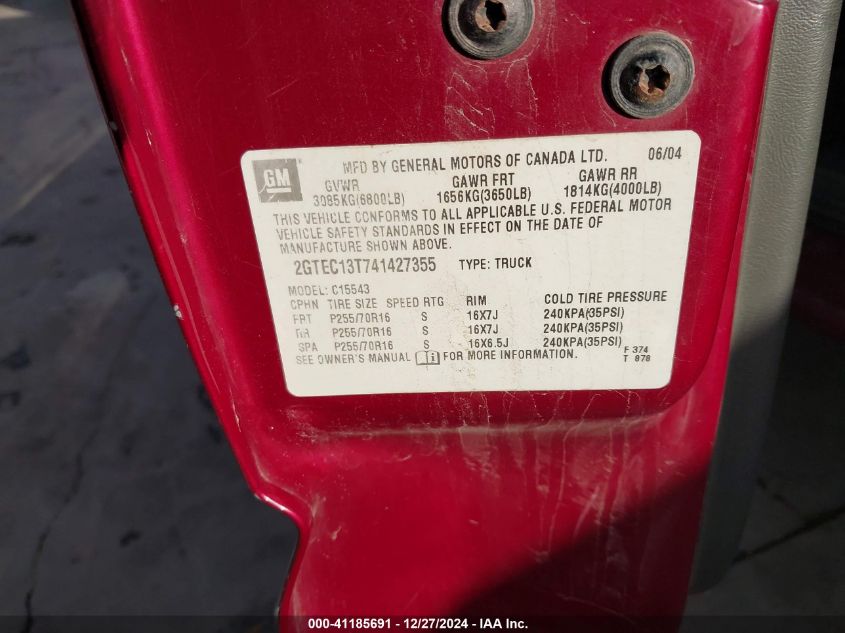 GM
MFD BY GENERAL MOTORS OF CANADA LTD. 06/04
GVWR GAWR FRT GAWR RR
3085KG(6800LB) 1656KG(3650LB) 1814KG(4000LB)
THIS VEHICLE CONFORMS TO ALL APPLICABLE U.S. FEDERAL MOTOR
VEHICLE SAFETY STANDARDS IN EFFECT ON THE DATE OF
MANUFACTURE SHOWN ABOVE.
2GTEC13T741427355 TYPE: TRUCK
MODEL: C15543
CPHN TIRE SIZE SPEED RTG RIM COLD TIRE PRESSURE
FRT P255/70R16 S 16X7J 240KPA(35PSI)
RR P255/70R16 S 16X7J 240KPA(35PSI)
SPA P255/70R16 S 16X6.5J 240KPA(35PSI)
SEE OWNER'S MANUAL i FOR MORE INFORMATION. F 374
T 878
000-41185691 - 12/27/2024 - IAA Inc.